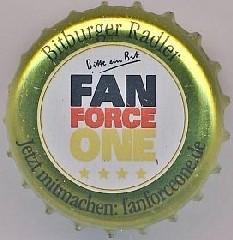 Bitburger Radler
Bitte ein Bit
FAN
FORCE
ONE
Jetzt mitmachen: fanforceone.de